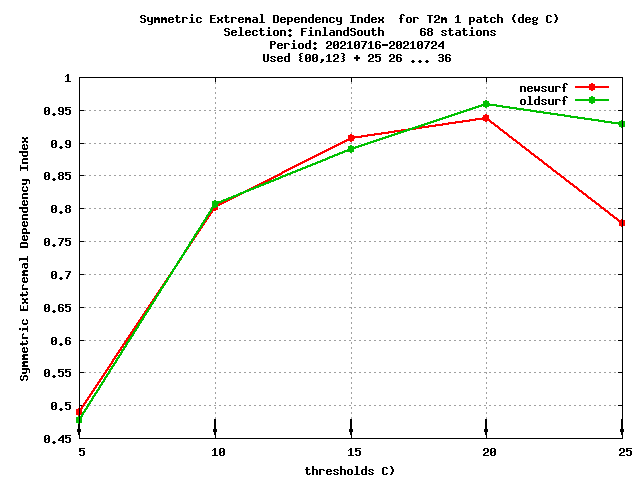 Symmetric Extremal Dependency Index  for T2m 1 patch (deg C)
Selection: FinlandSouth     68 stations
Period: 20210716-20210724
Used {00,12} + 25 26 ... 36
newsurf
oldsurf
Symmetric Extremal Dependency Index
1
0.95
0.9
0.85
0.8
0.75
0.7
0.65
0.6
0.55
0.5
0.45
5 10 15 20 25
thresholds C)